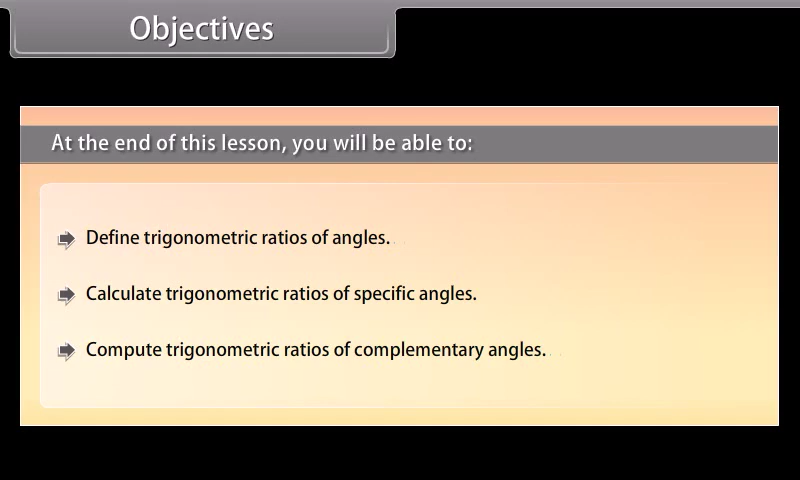 Objectives
At the end of this lesson, you will be able to:
Define trigonometric ratios of angles.
Calculate trigonometric ratios of specific angles.
Compute trigonometric ratios of complementary angles.